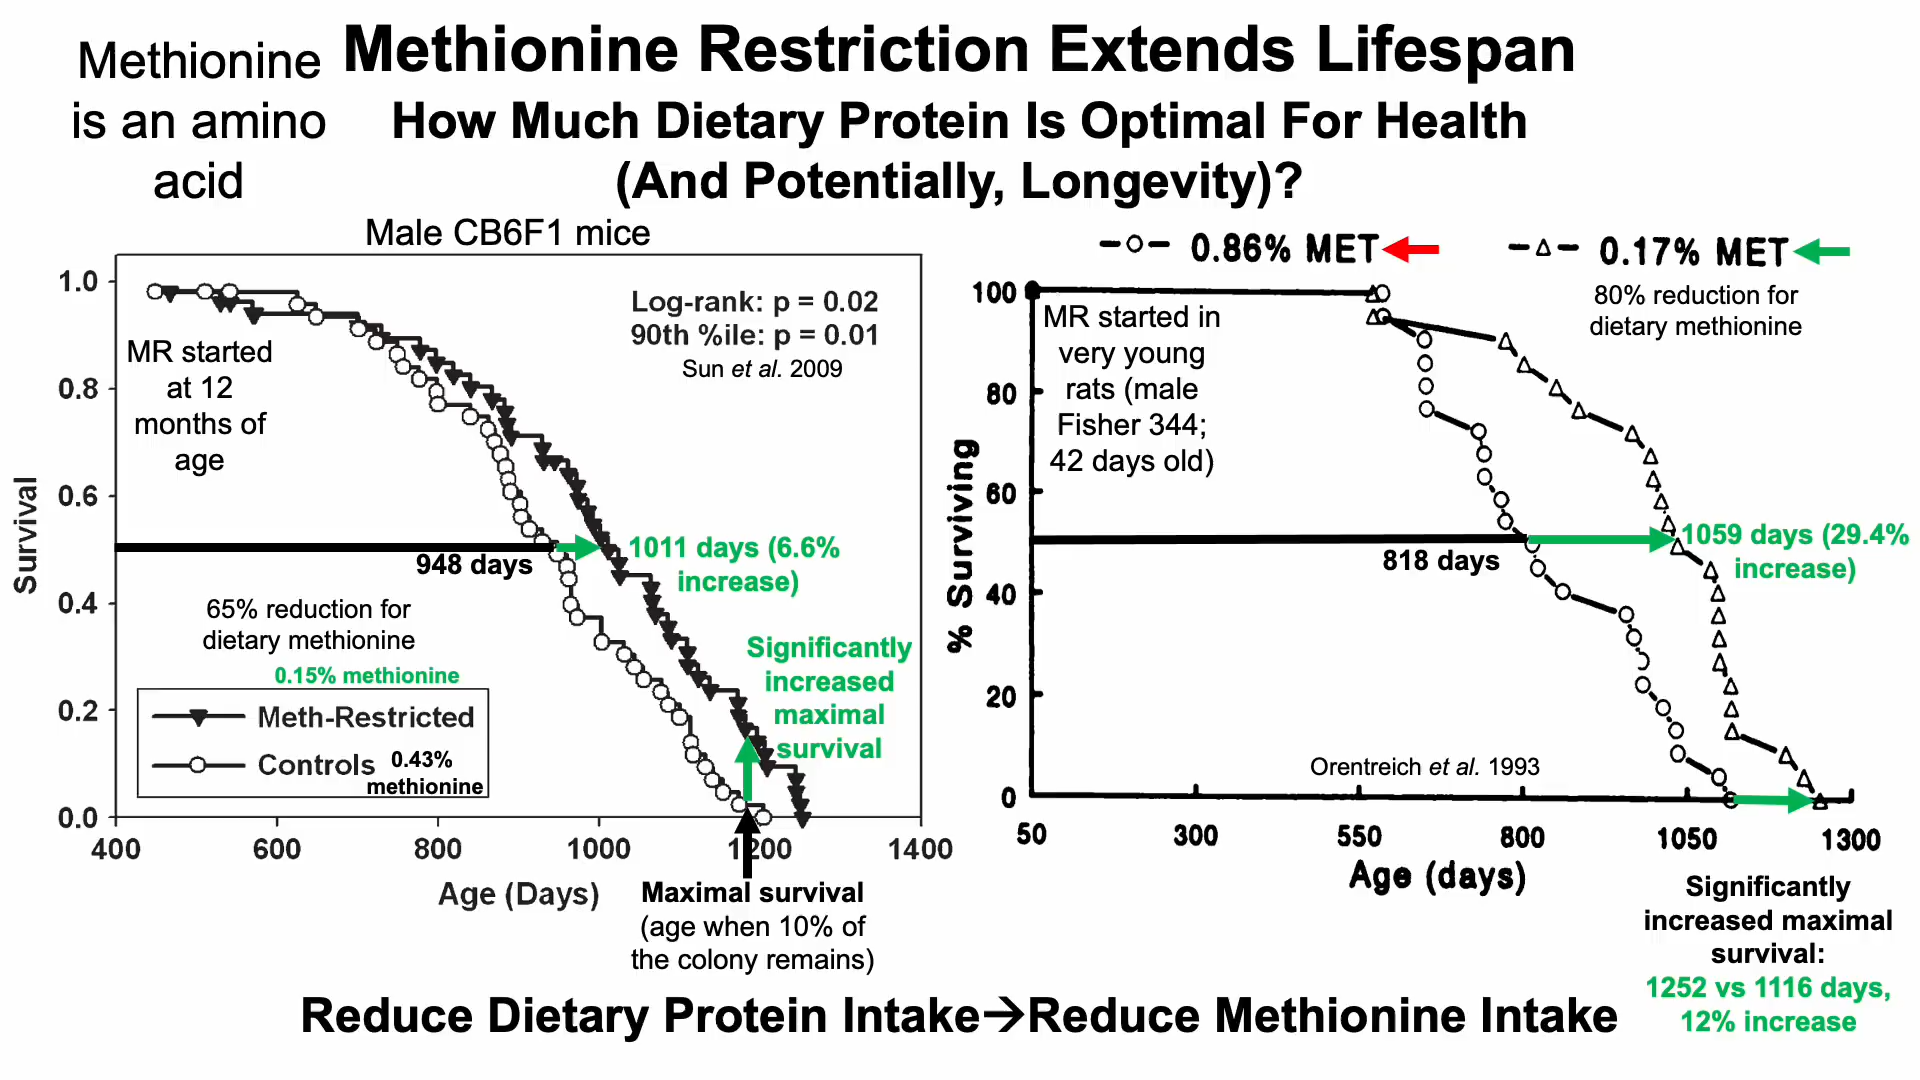 Methionine
is an amino
acid
Methionine Restriction Extends Lifespan
How Much Dietary Protein Is Optimal For Health
(And Potentially, Longevity)?
Male CB6F1 mice
1.0
0.8
0.6
0.4
0.2
0.0
Survival
Log-rank: p = 0.02
90th %ile: p = 0.01
Sun et al. 2009
MR started
at 12
months of
age
948 days
1011 days (6.6%
increase)
65% reduction for
dietary methionine
0.15% methionine
Meth-Restricted
Controls
0.43%
methionine
Significantly
increased
maximal
survival
400
600
800
1000
1200
1400
Age (Days)
Maximal survival
(age when 10% of
the colony remains)
0.86% MET
0.17% MET
80% reduction for
dietary methionine
100
80
60
40
20
0
% Surviving
MR started in
very young
rats (male
Fisher 344;
42 days old)
818 days
1059 days (29.4%
increase)
Orentreich et al. 1993
50
300
550
800
1050
1300
Age (days)
Significantly
increased maximal
survival:
1252 vs 1116 days,
12% increase
Reduce Dietary Protein Intake→Reduce Methionine Intake